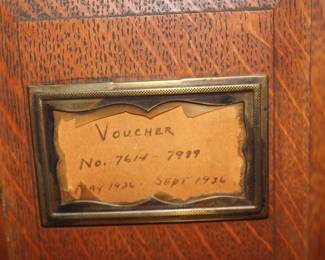 VOUCHER
No. 7614 - 7989
MAY 1936 - SEPT 1936